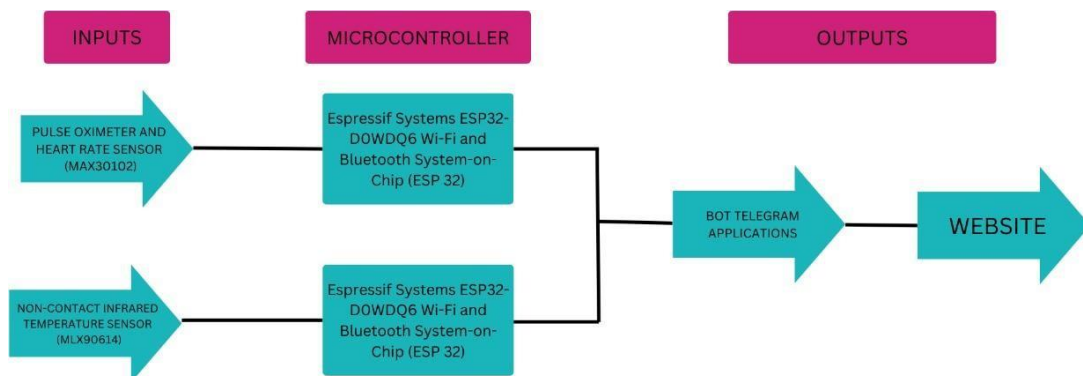 INPUTS
MICROCONTROLLER
OUTPUTS
PULSE OXIMETER AND
HEART RATE SENSOR
(MAX30102)
Espressif Systems ESP32-
D0WDQ6 Wi-Fi and
Bluetooth System-on-
Chip (ESP 32)
BOT TELEGRAM
APPLICATIONS
WEBSITE
NON-CONTACT INFRARED
TEMPERATURE SENSOR
(MLX90614)
Espressif Systems ESP32-
D0WDQ6 Wi-Fi and
Bluetooth System-on-
Chip (ESP 32)